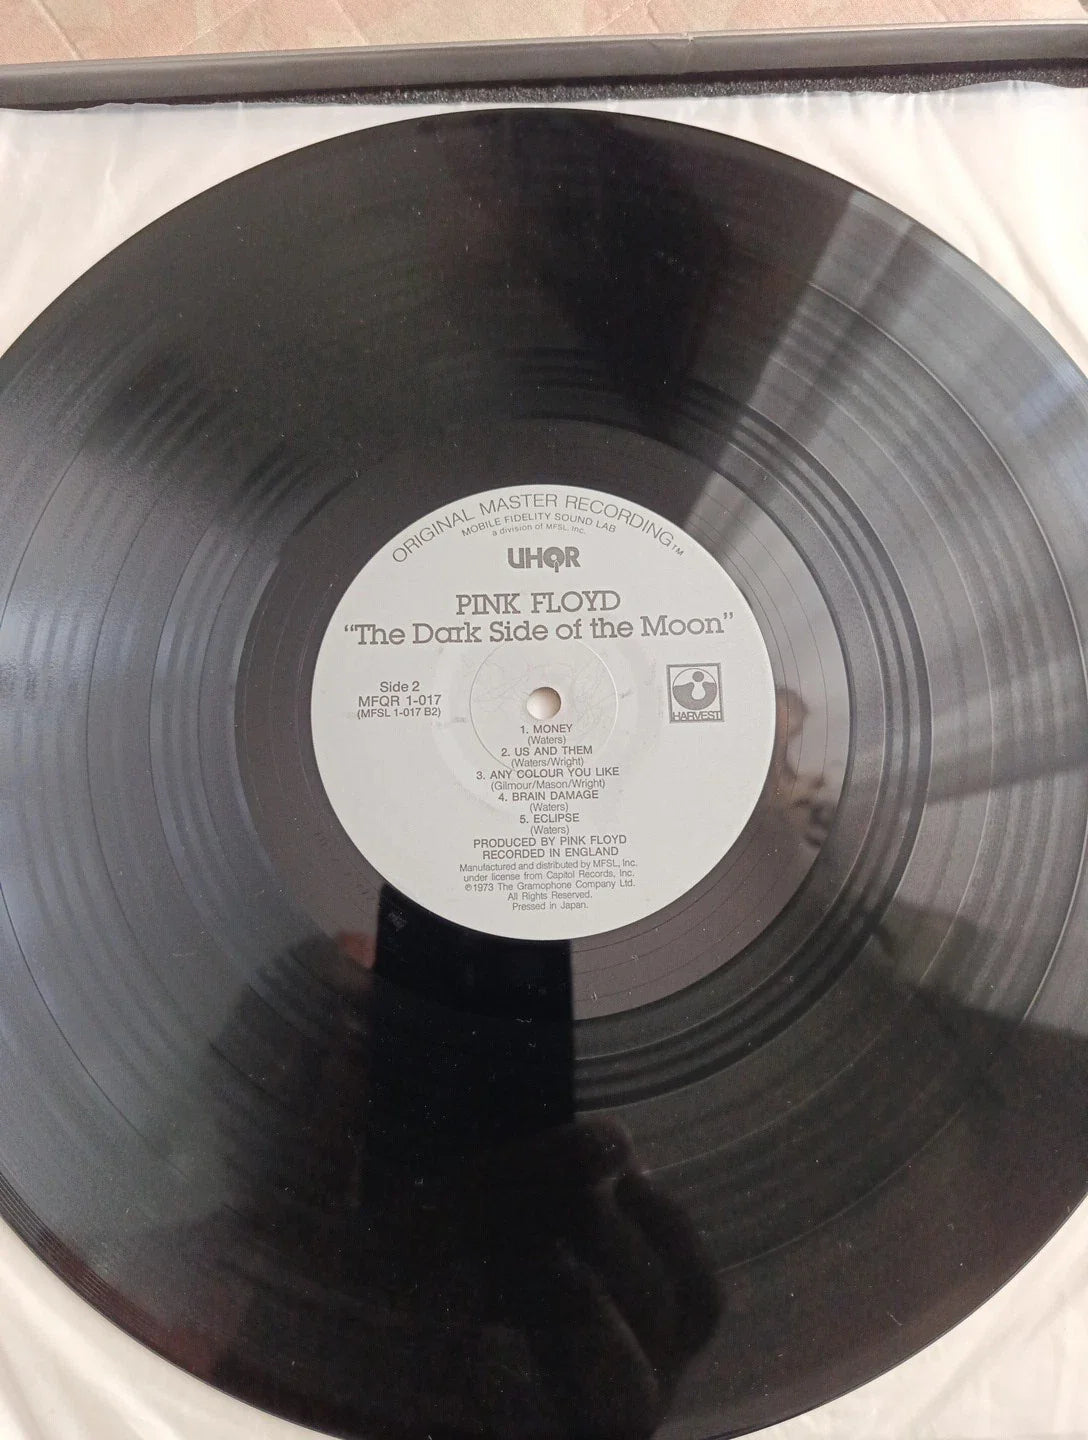 ORIGINAL MASTER RECORDING™
MOBILE FIDELITY SOUND LAB
a division of MFSL, Inc.
UHQR
PINK FLOYD
"The Dark Side of the Moon"
Side 2
MFQR 1-017
(MFSL 1-017 B2)
HARVEST
1. MONEY
(Waters)
2. US AND THEM
(Waters/Wright)
3. ANY COLOUR YOU LIKE
(Gilmour/Mason/Wright)
4. BRAIN DAMAGE
(Waters)
5. ECLIPSE
(Waters)
PRODUCED BY PINK FLOYD
RECORDED IN ENGLAND
Manufactured and distributed by MFSL, Inc.
under license from Capitol Records, Inc.
℗1973 The Gramophone Company Ltd.
All Rights Reserved.
Pressed in Japan.